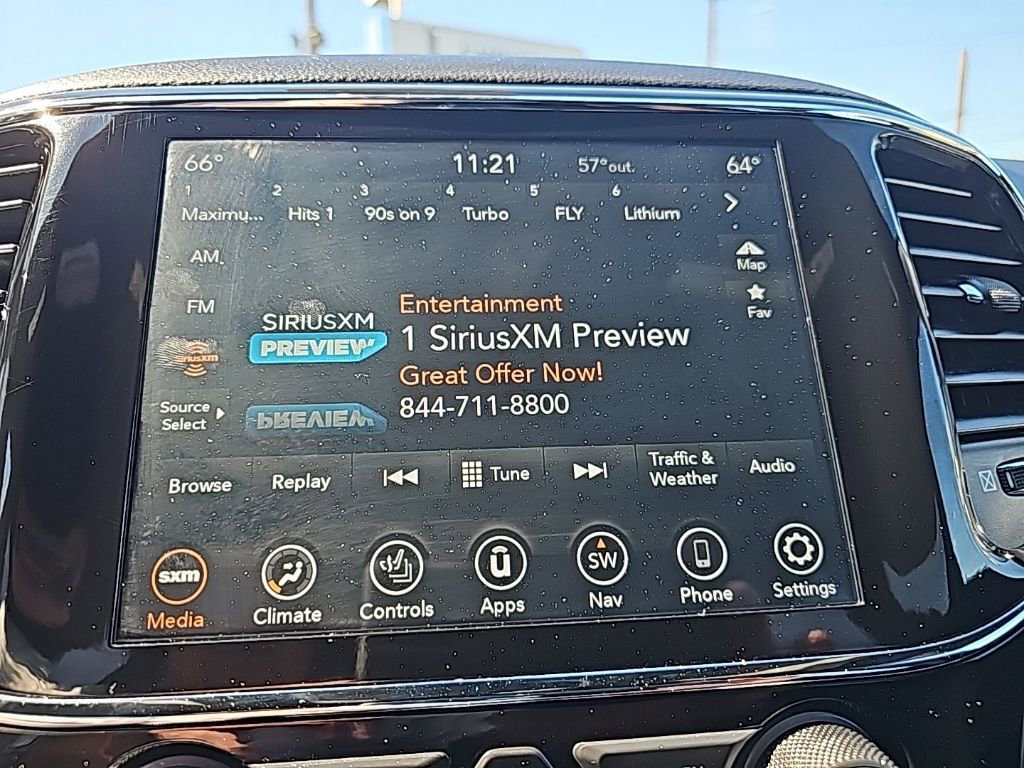 66° 11:21 57°out. 64°
1 2 3 4 5 6
Maximu... Hits 1 90s on 9 Turbo FLY Lithium
AM
Map
FM
Fav
Entertainment
SIRIUSXM
PREVIEW
1 SiriusXM Preview
siriusxm
Great Offer Now!
Source
Select
844-711-8800
PREVIEW
Browse Replay Tune Traffic &
Weather Audio
sxm SW
Media Climate Controls Apps Nav Phone Settings